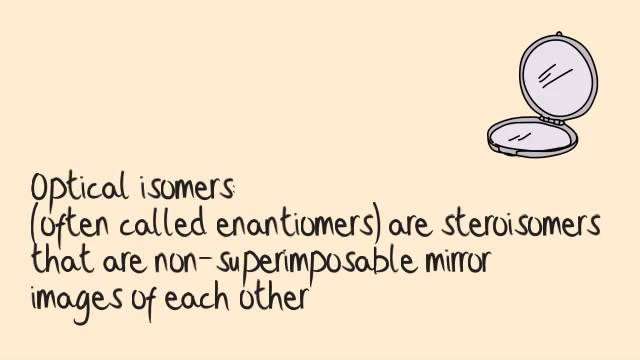 Optical isomers:
(often called enantiomers) are steroisomers
that are non-superimposable mirror
images of each other